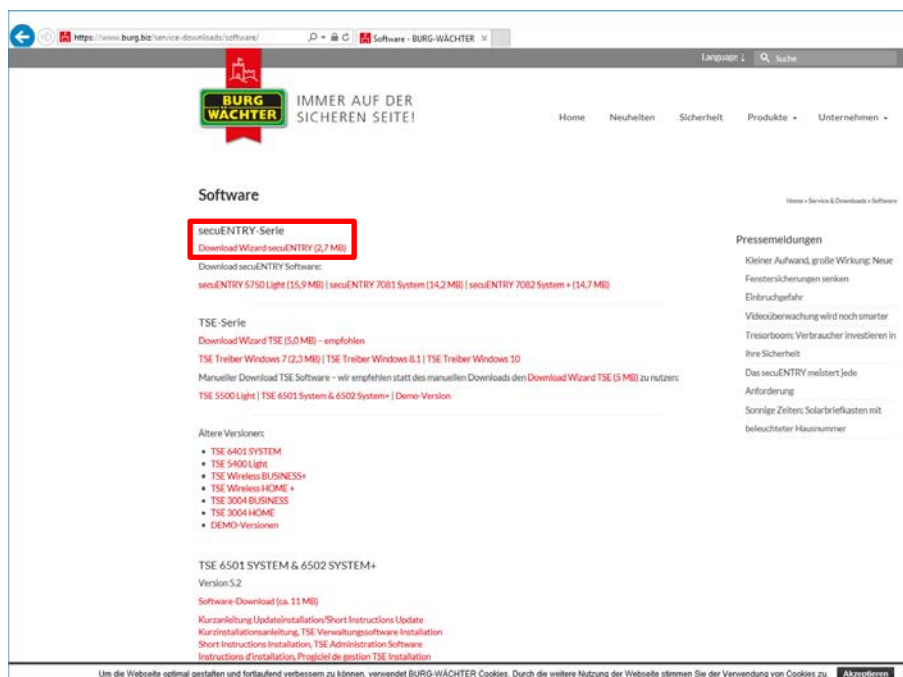 https://www.burg.biz/service-downloads/software/
Software - BURG-WÄCHTER
Language
Suche
BURG
WÄCHTER
IMMER AUF DER
SICHEREN SEITE!
Home Neuheiten Sicherheit Produkte Unternehmen
Software
Home » Service & Downloads » Software
secuENTRY-Serie
Download Wizard secuENTRY (2,7 MB)
Download secuENTRY Software:
secuENTRY 5750 Light (15,9 MB) | secuENTRY 7081 System (14,2 MB) | secuENTRY 7082 System + (14,7 MB)
TSE-Serie
Download Wizard TSE (5,0 MB) – empfohlen
TSE Treiber Windows 7 (2,3 MB) | TSE Treiber Windows 8.1 | TSE Treiber Windows 10
Manueller Download TSE Software – wir empfehlen statt des manuellen Downloads den Download Wizard TSE (5 MB) zu nutzen:
TSE 5500 Light | TSE 6501 System & 6502 System+ | Demo-Version
Ältere Versionen:
• TSE 6401 SYSTEM
• TSE 5400 Light
• TSE Wireless BUSINESS+
• TSE Wireless HOME +
• TSE 3004 BUSINESS
• TSE 3004 HOME
• DEMO-Versionen
TSE 6501 SYSTEM & 6502 SYSTEM+
Version 5.2
Software-Download (ca. 11 MB)
Kurzanleitung Updateinstallation/Short Instructions Update
Kurzinstallationsanleitung, TSE Verwaltungssoftware Installation
Short Instructions Installation, TSE Administration Software
Instructions d'installation, Progiciel de gestion TSE Installation
Pressemeldungen
Kleiner Aufwand, große Wirkung: Neue
Fenstersicherungen senken
Einbruchgefahr
Videoüberwachung wird noch smarter
Tresorboom: Verbraucher investieren in
ihre Sicherheit
Das secuENTRY meistert jede
Anforderung
Sonnige Zeiten: Solarbriefkasten mit
beleuchteter Hausnummer
Um die Webseite optimal gestalten und fortlaufend verbessern zu können, verwendet BURG-WÄCHTER Cookies. Durch die weitere Nutzung der Webseite stimmen Sie der Verwendung von Cookies zu. Akzeptieren